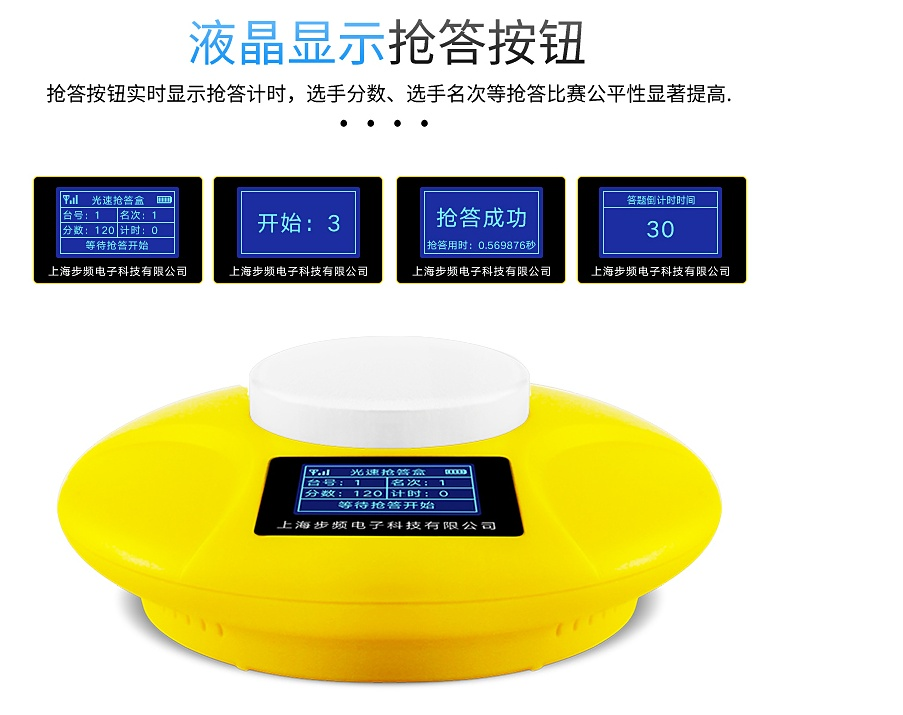 液晶显示抢答按钮
抢答按钮实时显示抢答计时，选手分数、选手名次等抢答比赛公平性显著提高.
光速抢答盒
台号：1 名次：1
分数：120 计时：0
等待抢答开始
上海步频电子科技有限公司
开始：3
上海步频电子科技有限公司
抢答成功
抢答用时：0.569876秒
上海步频电子科技有限公司
答题倒计时时间
30
上海步频电子科技有限公司
光速抢答盒
台号：1 名次：1
分数：120 计时：0
等待抢答开始
上海步频电子科技有限公司